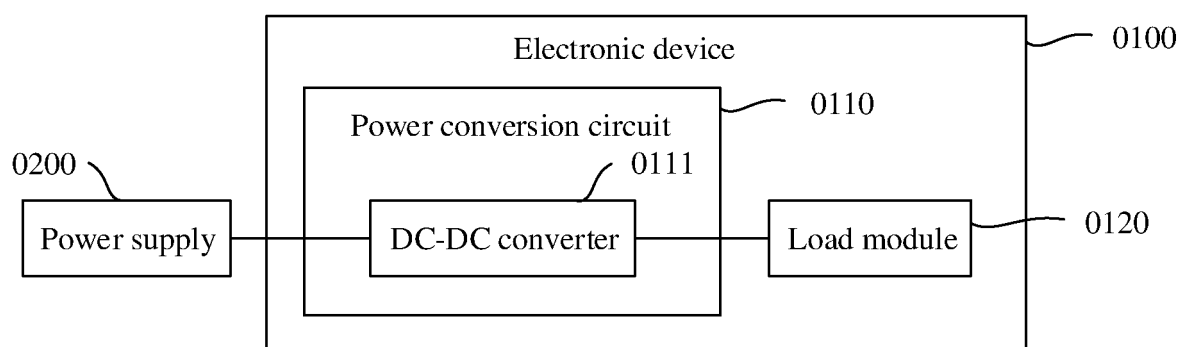 Electronic device
0100
Power conversion circuit
0110
0200
0111
Power supply
DC-DC converter
Load module
0120